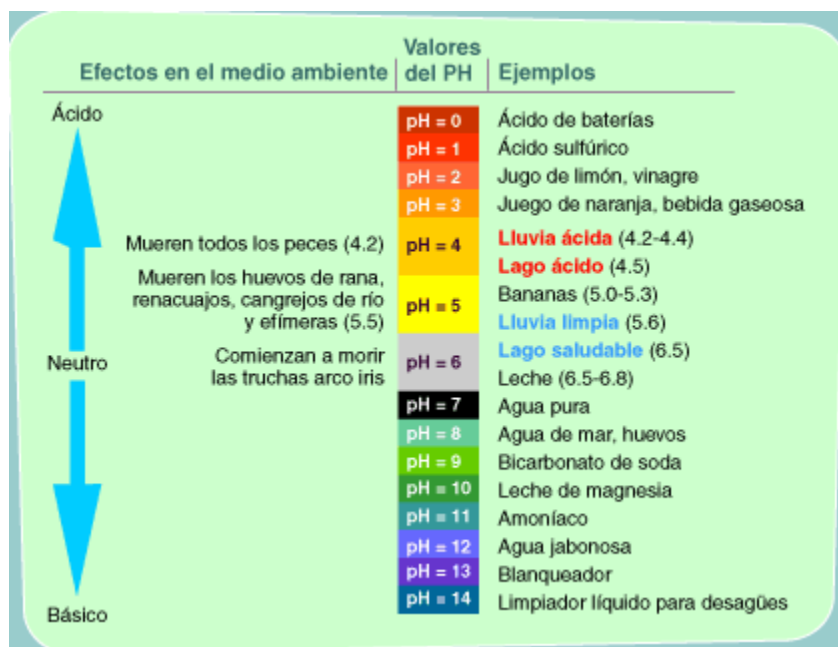 Efectos en el medio ambiente
Valores
del PH
Ejemplos
Ácido
Neutro
Básico
Mueren todos los peces (4.2)
Mueren los huevos de rana,
renacuajos, cangrejos de río
y efímeras (5.5)
Comienzan a morir
las truchas arco iris
pH = 0 Ácido de baterías
pH = 1 Ácido sulfúrico
pH = 2 Jugo de limón, vinagre
pH = 3 Juego de naranja, bebida gaseosa
pH = 4 Lluvia ácida (4.2-4.4)
Lago ácido (4.5)
pH = 5 Bananas (5.0-5.3)
Lluvia limpia (5.6)
pH = 6 Lago saludable (6.5)
Leche (6.5-6.8)
pH = 7 Agua pura
pH = 8 Agua de mar, huevos
pH = 9 Bicarbonato de soda
pH = 10 Leche de magnesia
pH = 11 Amoníaco
pH = 12 Agua jabonosa
pH = 13 Blanqueador
pH = 14 Limpiador líquido para desagües